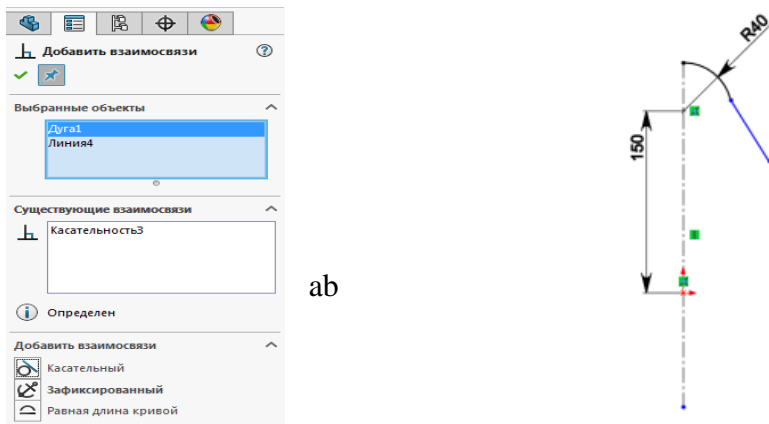 Добавить взаимосвязи
Выбранные объекты
Дуга1
Линия4
Существующие взаимосвязи
Касательность3
Определен
Добавить взаимосвязи
Касательный
Зафиксированный
Равная длина кривой
ab
R40
150